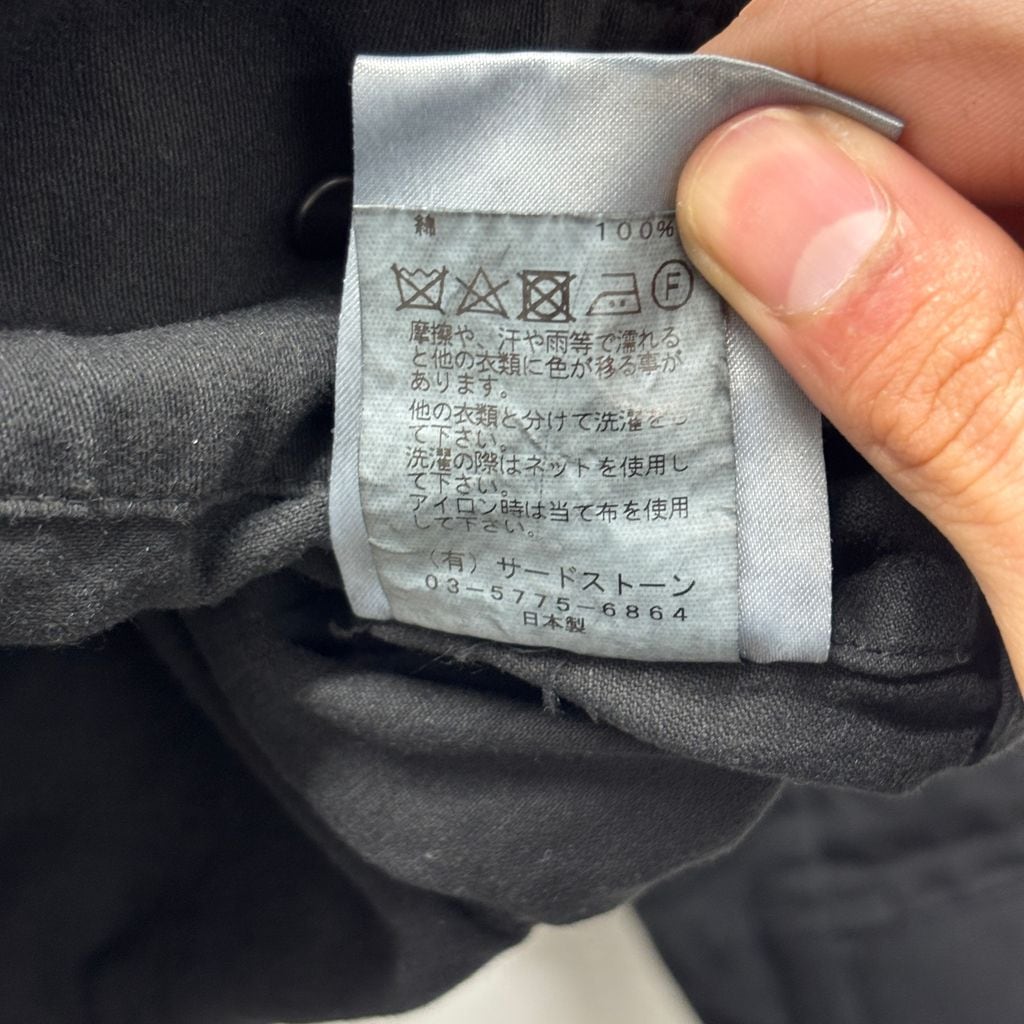 綿 100%
F
摩擦や、汗や雨等で濡れる
と他の衣類に色が移る事が
あります。
他の衣類と分けて洗濯をし
て下さい。
洗濯の際はネットを使用し
て下さい。
アイロン時は当て布を使用
して下さい。
(有)サードストーン
03-5775-6864
日本製